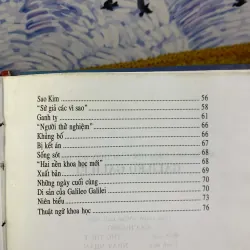 Sao Kim 56
"Sứ giả các vì sao" 58
Ganh tỵ 61
"Người thử nghiệm" 66
Khủng bố 66
Bị kết án 67
Sống sót 68
"Hai nền khoa học mới" 68
Xuất bản 69
Những ngày cuối cùng 70
Di sản của Galileo Galilei 70
Niên biểu 73
Thuật ngữ khoa học 76